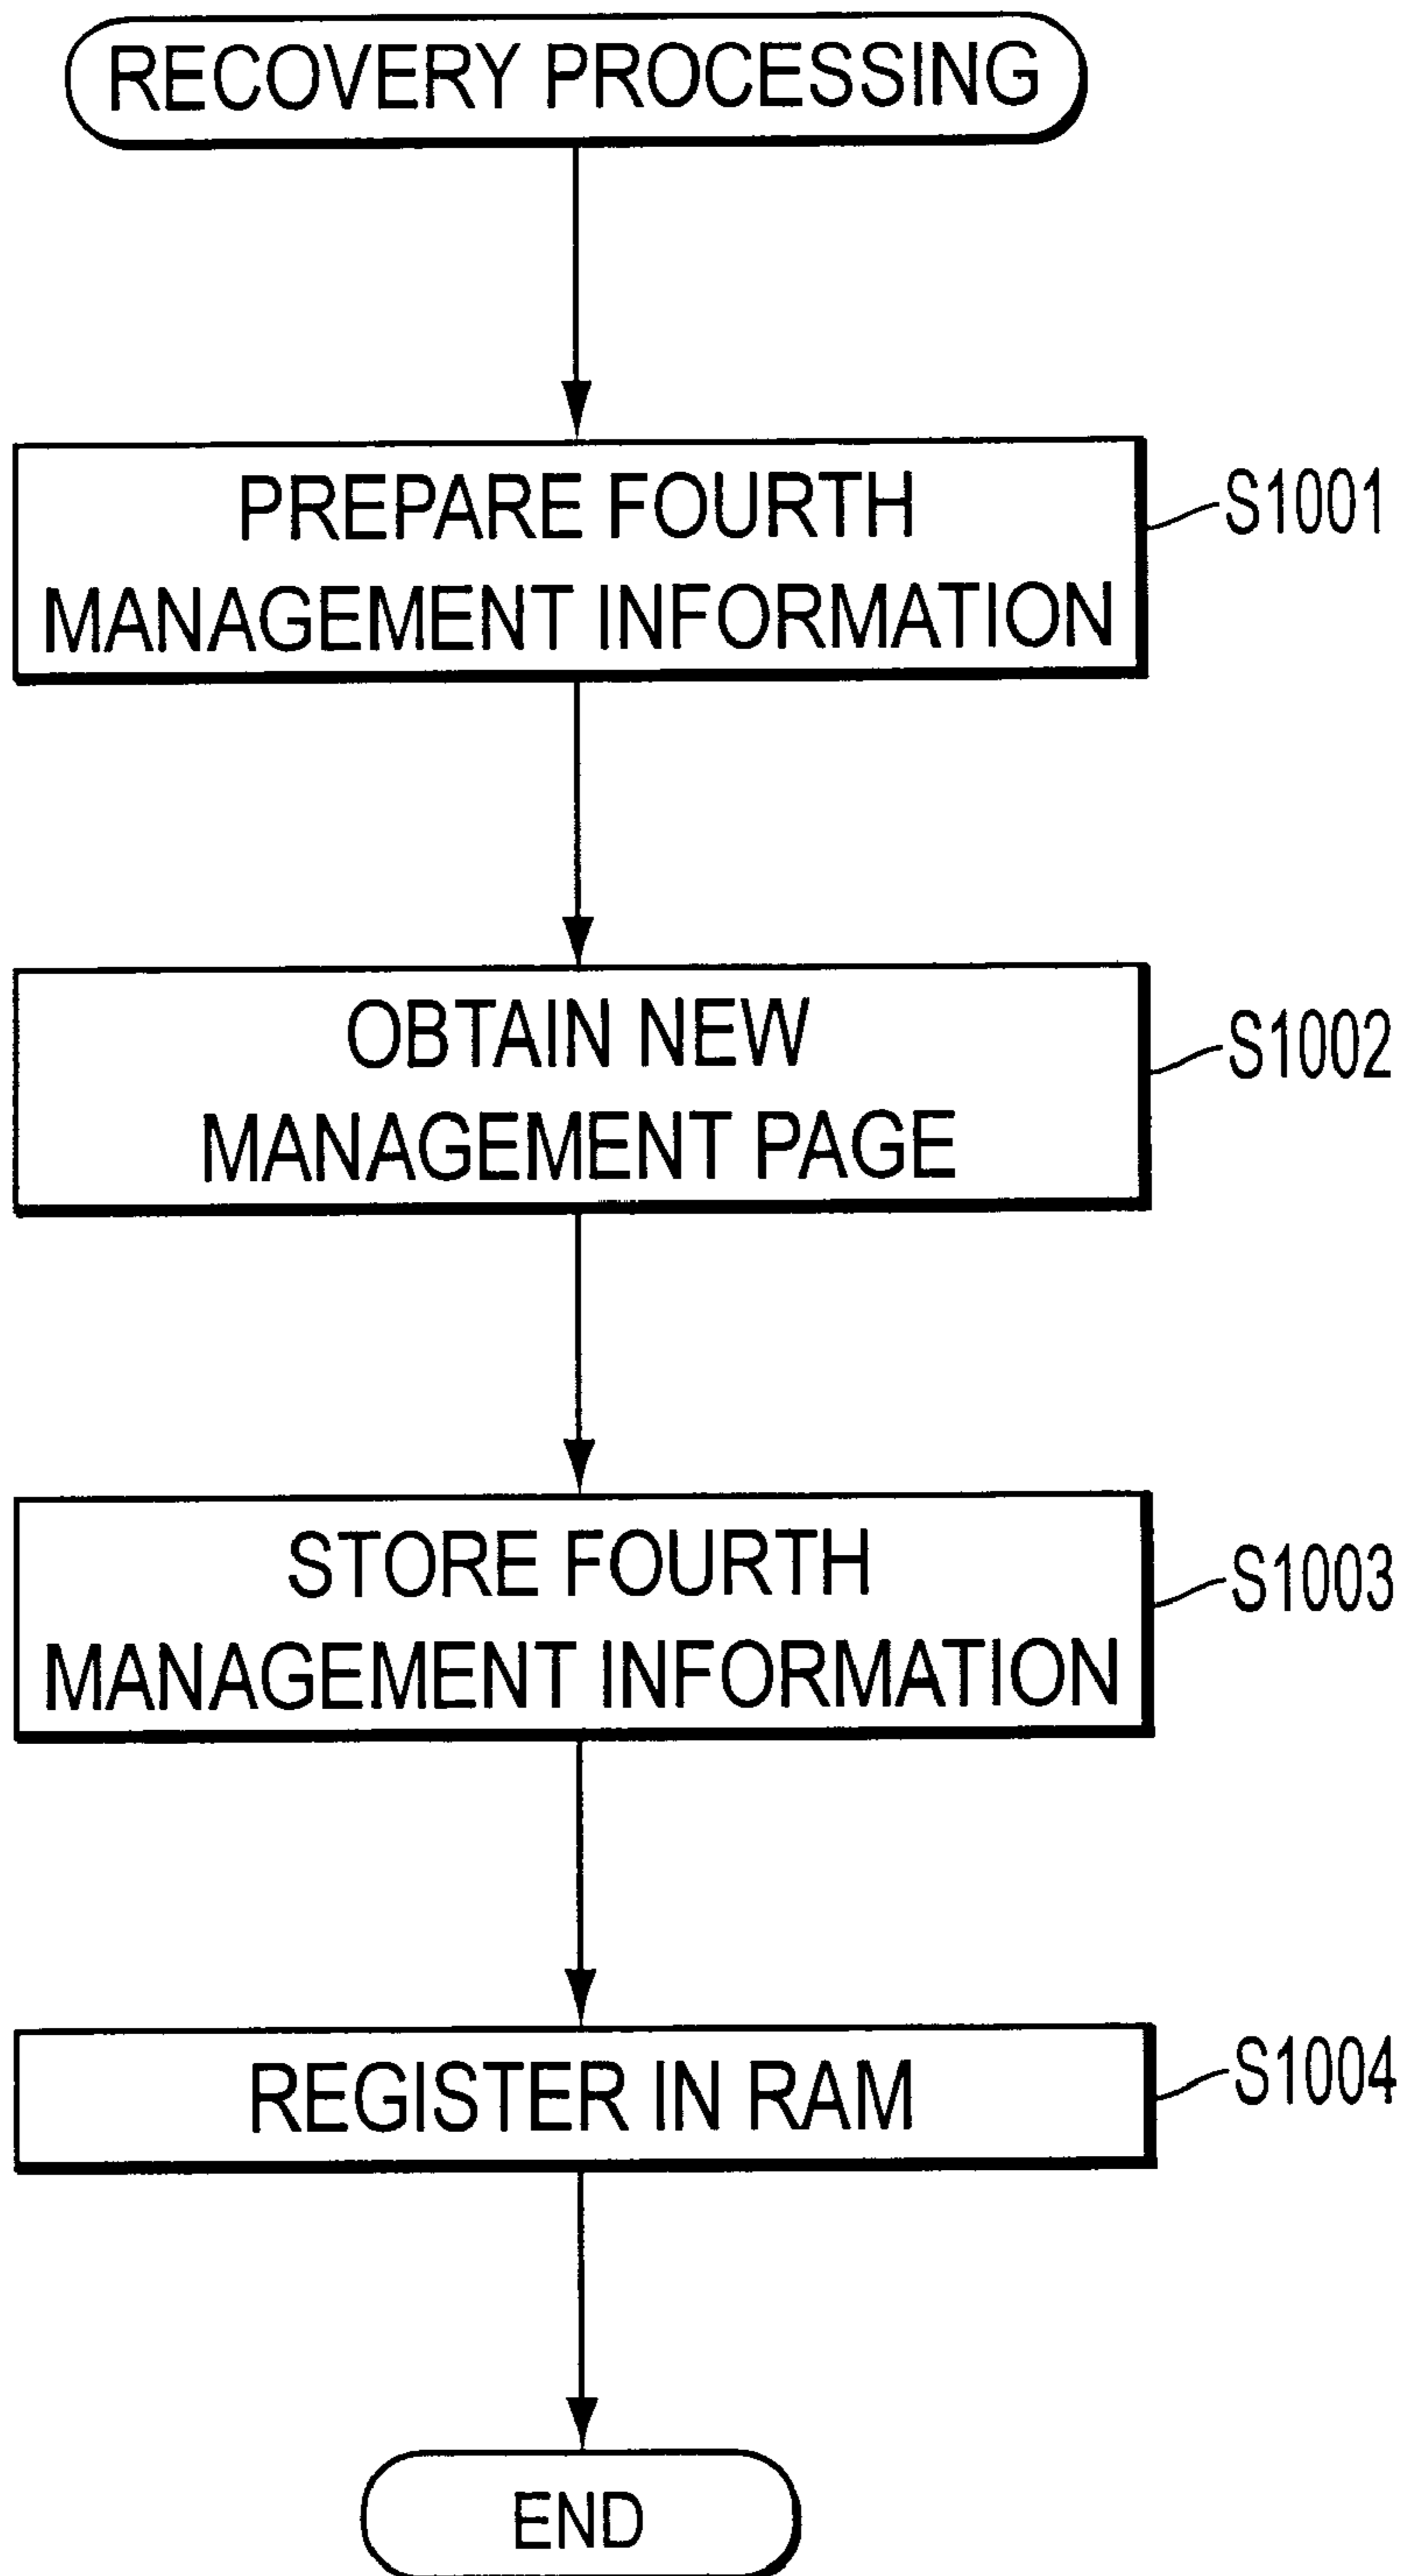 RECOVERY PROCESSING
PREPARE FOURTH
MANAGEMENT INFORMATION
S1001
OBTAIN NEW
MANAGEMENT PAGE
S1002
STORE FOURTH
MANAGEMENT INFORMATION
S1003
REGISTER IN RAM
S1004
END